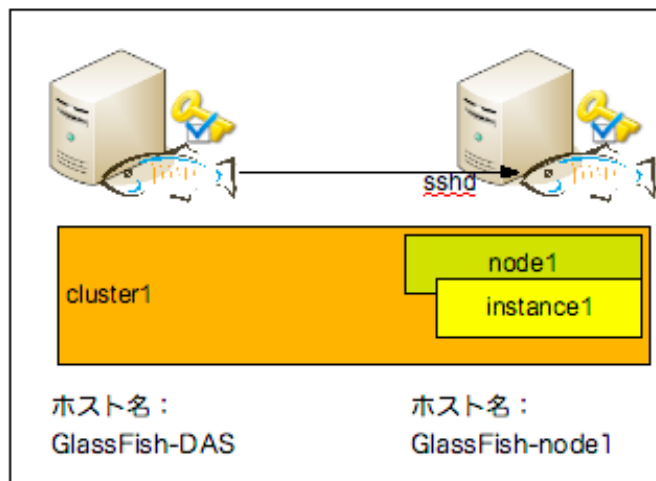 sshd
node1
cluster1
instance1
ホスト名：
GlassFish-DAS
ホスト名：
GlassFish-node1